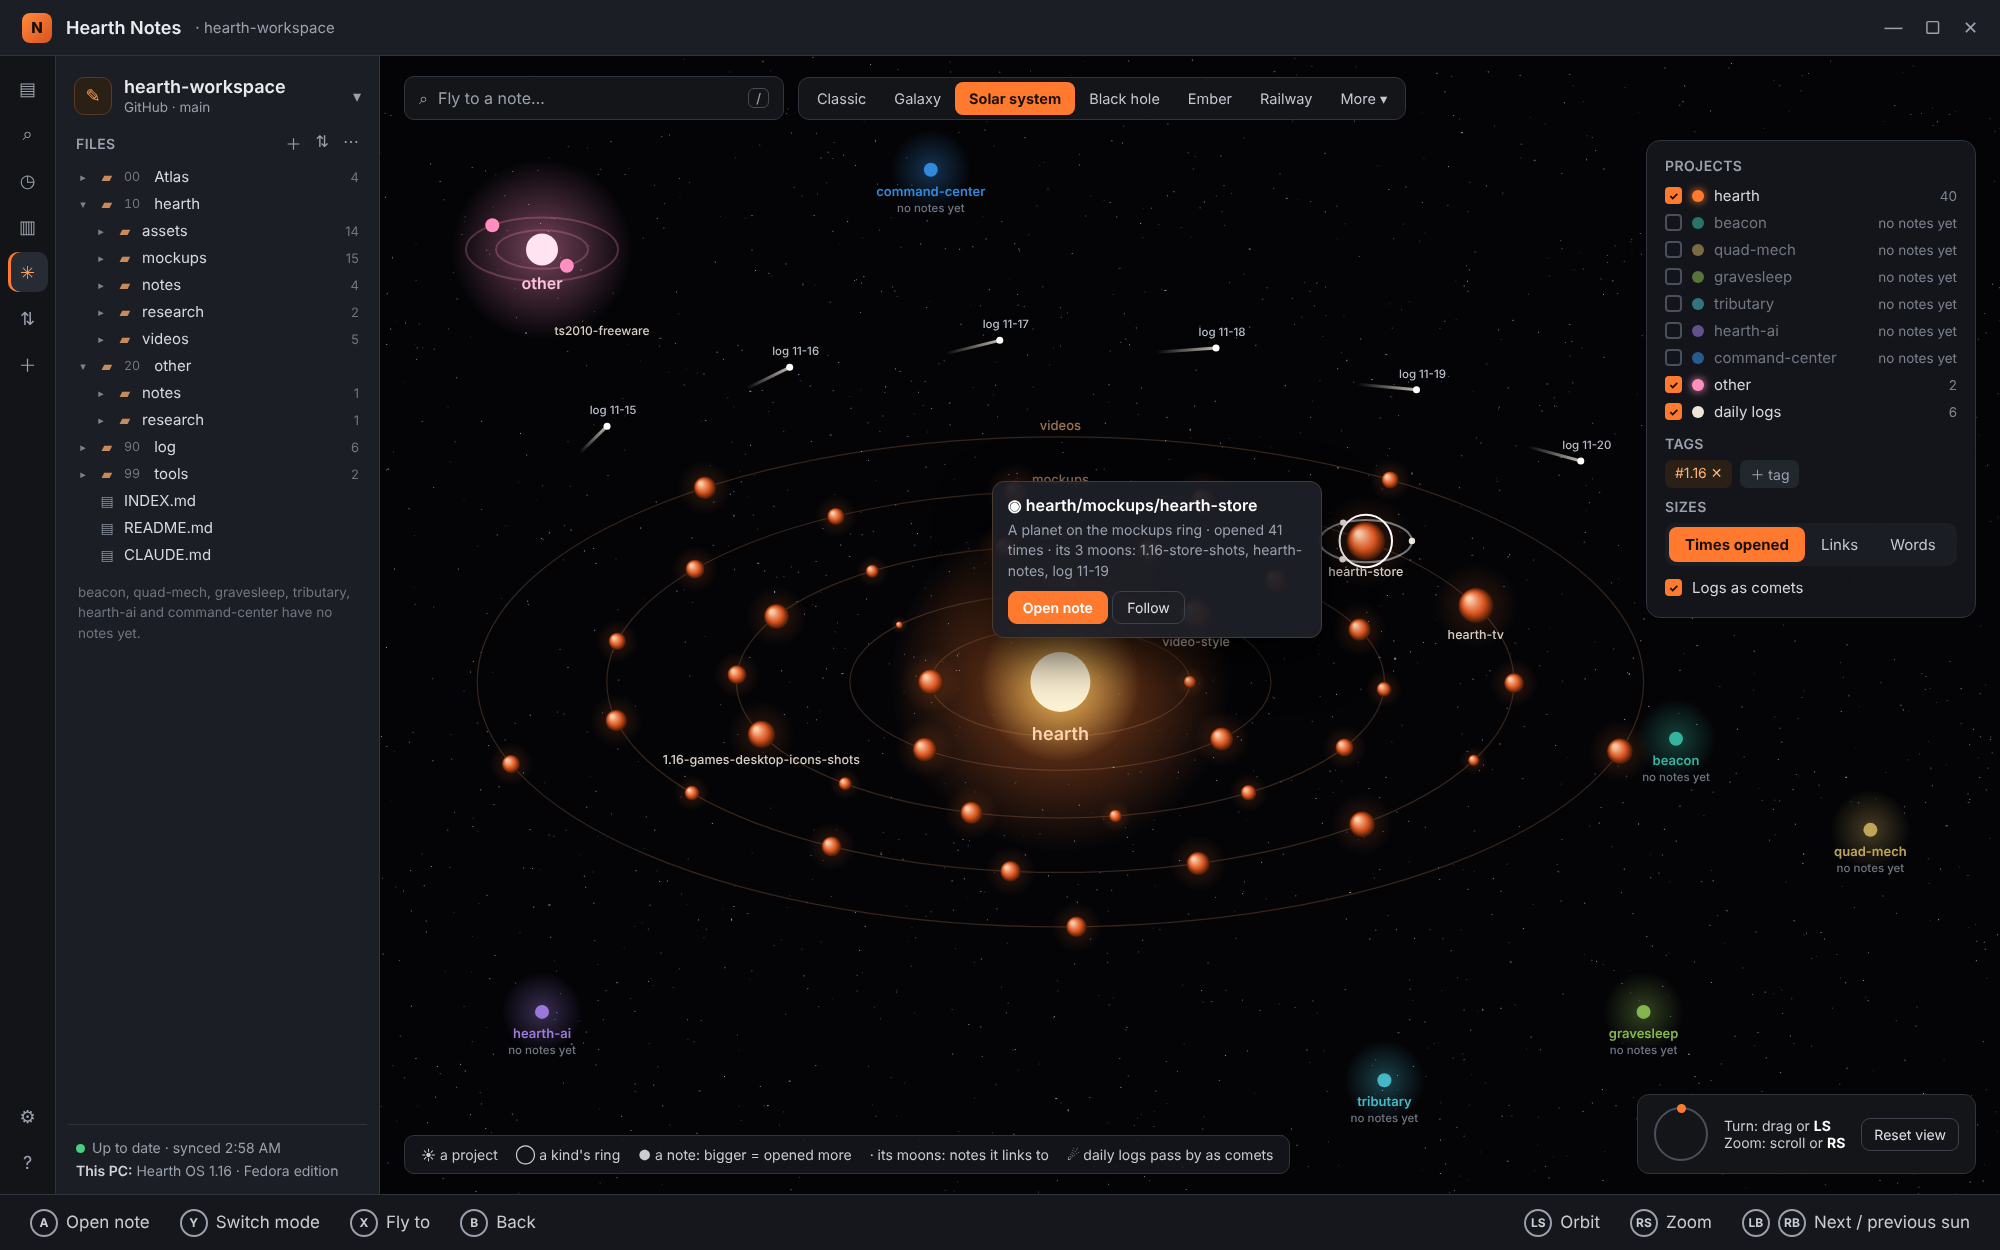 N Hearth Notes · hearth-workspace
hearth-workspace
GitHub · main
FILES
00 Atlas 4
10 hearth
assets 14
mockups 15
notes 4
research 2
videos 5
20 other
notes 1
research 1
90 log 6
99 tools 2
INDEX.md
README.md
CLAUDE.md
beacon, quad-mech, gravesleep, tributary,
hearth-ai and command-center have no
notes yet.
Up to date · synced 2:58 AM
This PC: Hearth OS 1.16 · Fedora edition
Fly to a note... /
Classic Galaxy Solar system Black hole Ember Railway More ▾
command-center
no notes yet
other
ts2010-freeware
log 11-15
log 11-16
log 11-17
log 11-18
log 11-19
log 11-20
videos
mockups
hearth/mockups/hearth-store
A planet on the mockups ring · opened 41
times · its 3 moons: 1.16-store-shots, hearth-
notes, log 11-19
Open note Follow
video-style
hearth-store
hearth-tv
hearth
1.16-games-desktop-icons-shots
beacon
no notes yet
quad-mech
no notes yet
hearth-ai
no notes yet
gravesleep
no notes yet
tributary
no notes yet
PROJECTS
hearth 40
beacon no notes yet
quad-mech no notes yet
gravesleep no notes yet
tributary no notes yet
hearth-ai no notes yet
command-center no notes yet
other 2
daily logs 6
TAGS
#1.16 ✕ + tag
SIZES
Times opened Links Words
Logs as comets
☀ a project ◯ a kind's ring ● a note: bigger = opened more · its moons: notes it links to ☄ daily logs pass by as comets
Turn: drag or LS
Zoom: scroll or RS
Reset view
A Open note Y Switch mode X Fly to B Back
LS Orbit RS Zoom LB RB Next / previous sun